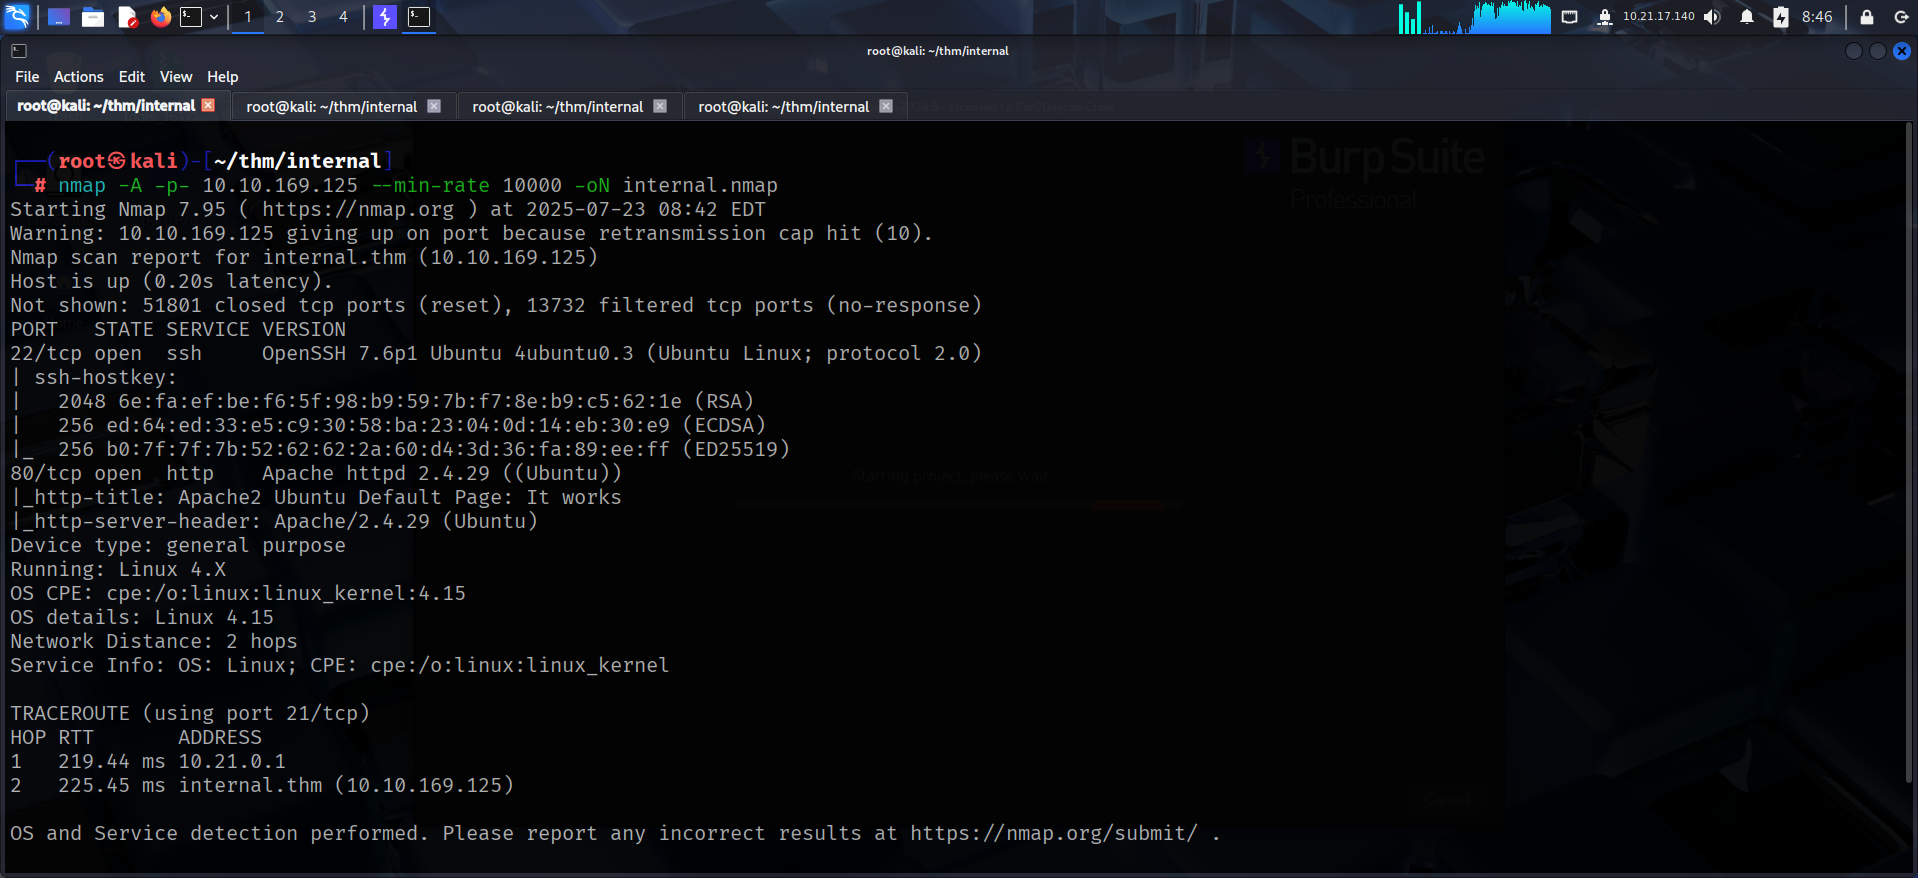 1 2 3 4 10.21.17.140 8:46
root@kali: ~/thm/internal
File Actions Edit View Help
root@kali: ~/thm/internal root@kali: ~/thm/internal root@kali: ~/thm/internal root@kali: ~/thm/internal
Burp Suite
Professional
Starting project, please wait
Cancel
┌──(root㉿kali)-[~/thm/internal]
└─# nmap -A -p- 10.10.169.125 --min-rate 10000 -oN internal.nmap
Starting Nmap 7.95 ( https://nmap.org ) at 2025-07-23 08:42 EDT
Warning: 10.10.169.125 giving up on port because retransmission cap hit (10).
Nmap scan report for internal.thm (10.10.169.125)
Host is up (0.20s latency).
Not shown: 51801 closed tcp ports (reset), 13732 filtered tcp ports (no-response)
PORT   STATE SERVICE VERSION
22/tcp open  ssh     OpenSSH 7.6p1 Ubuntu 4ubuntu0.3 (Ubuntu Linux; protocol 2.0)
| ssh-hostkey:
|   2048 6e:fa:ef:be:f6:5f:98:b9:59:7b:f7:8e:b9:c5:62:1e (RSA)
|   256 ed:64:ed:33:e5:c9:30:58:ba:23:04:0d:14:eb:30:e9 (ECDSA)
|_  256 b0:7f:7f:7b:52:62:62:2a:60:d4:3d:36:fa:89:ee:ff (ED25519)
80/tcp open  http    Apache httpd 2.4.29 ((Ubuntu))
|_http-title: Apache2 Ubuntu Default Page: It works
|_http-server-header: Apache/2.4.29 (Ubuntu)
Device type: general purpose
Running: Linux 4.X
OS CPE: cpe:/o:linux:linux_kernel:4.15
OS details: Linux 4.15
Network Distance: 2 hops
Service Info: OS: Linux; CPE: cpe:/o:linux:linux_kernel
TRACEROUTE (using port 21/tcp)
HOP RTT       ADDRESS
1   219.44 ms 10.21.0.1
2   225.45 ms internal.thm (10.10.169.125)
OS and Service detection performed. Please report any incorrect results at https://nmap.org/submit/ .